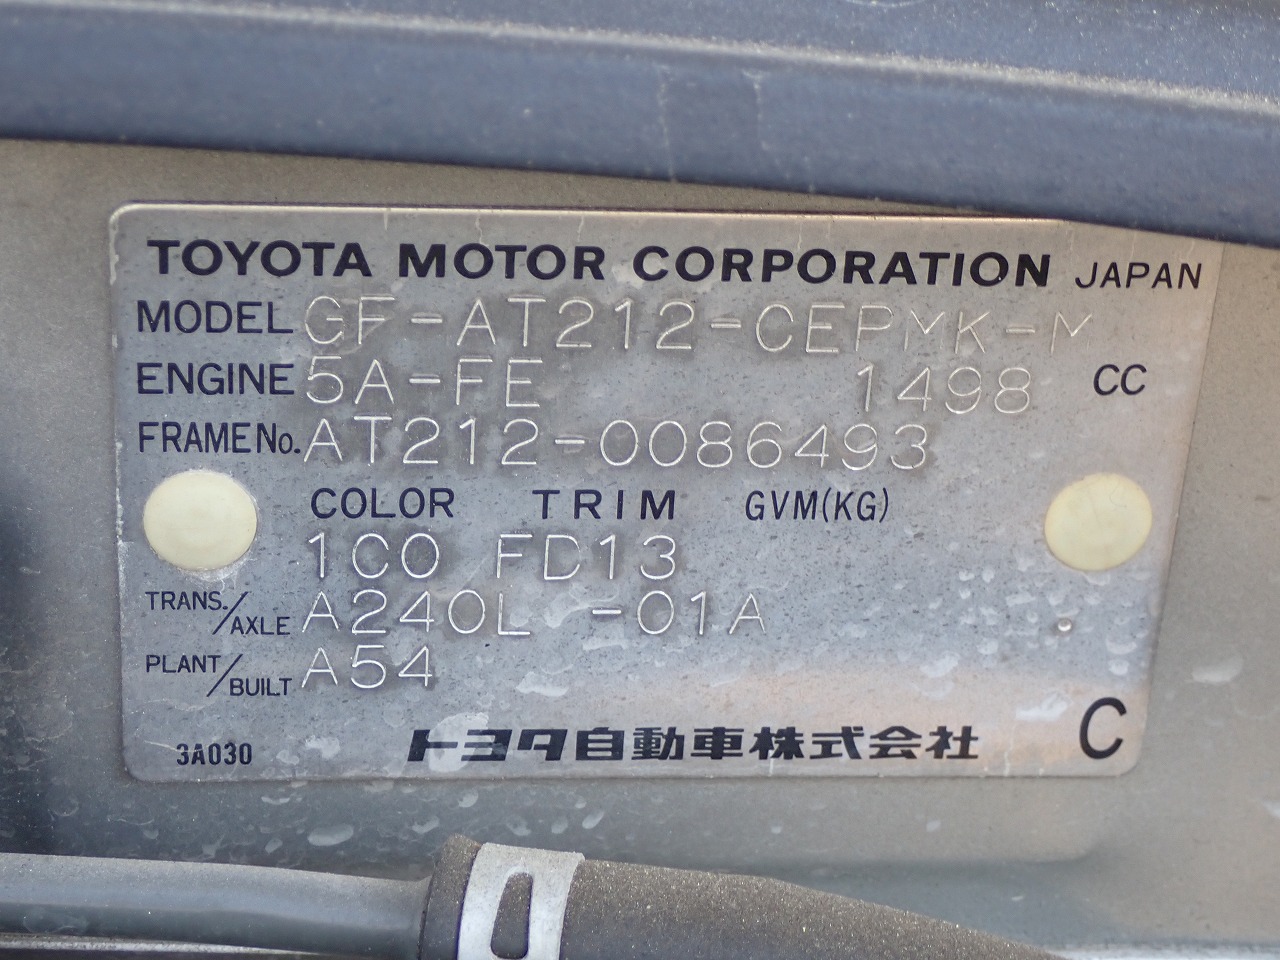 TOYOTA MOTOR CORPORATION JAPAN
MODEL GF-AT212-CEPMK-M
ENGINE 5A-FE 1498 CC
FRAME No. AT212-0086493
COLOR TRIM GVM(KG)
1C0 FD13
TRANS./AXLE A240L -01A
PLANT/BUILT A54
3A030 トヨタ自動車株式会社 C